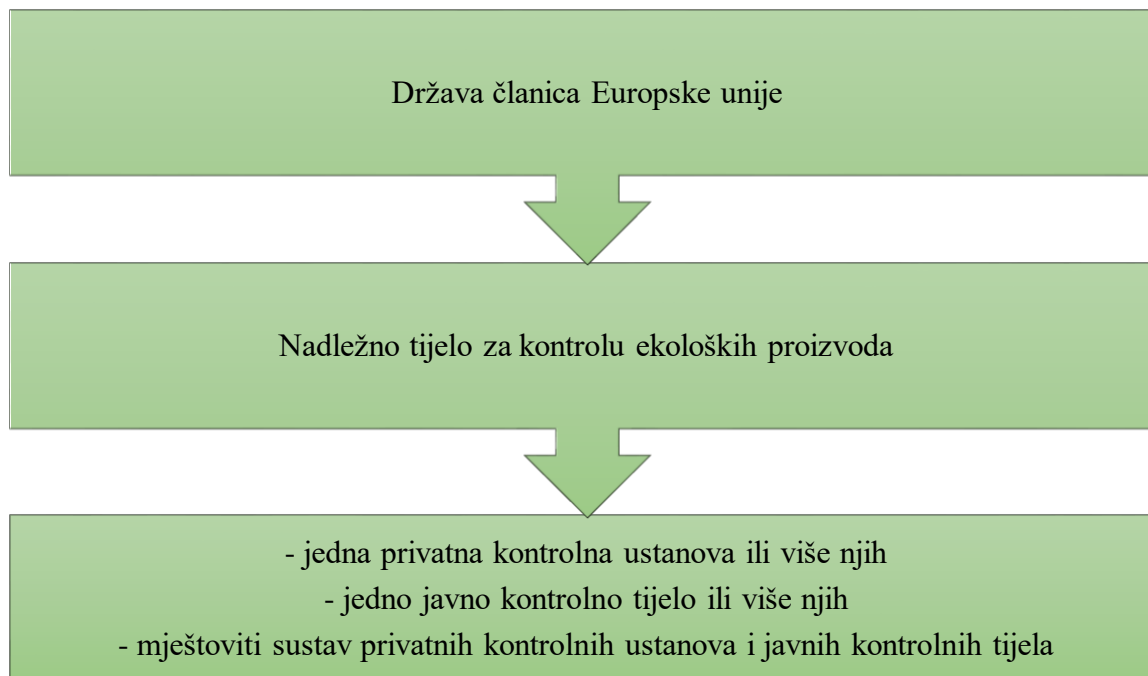 Država članica Europske unije
Nadležno tijelo za kontrolu ekoloških proizvoda
- jedna privatna kontrolna ustanova ili više njih
- jedno javno kontrolno tijelo ili više njih
- mještoviti sustav privatnih kontrolnih ustanova i javnih kontrolnih tijela